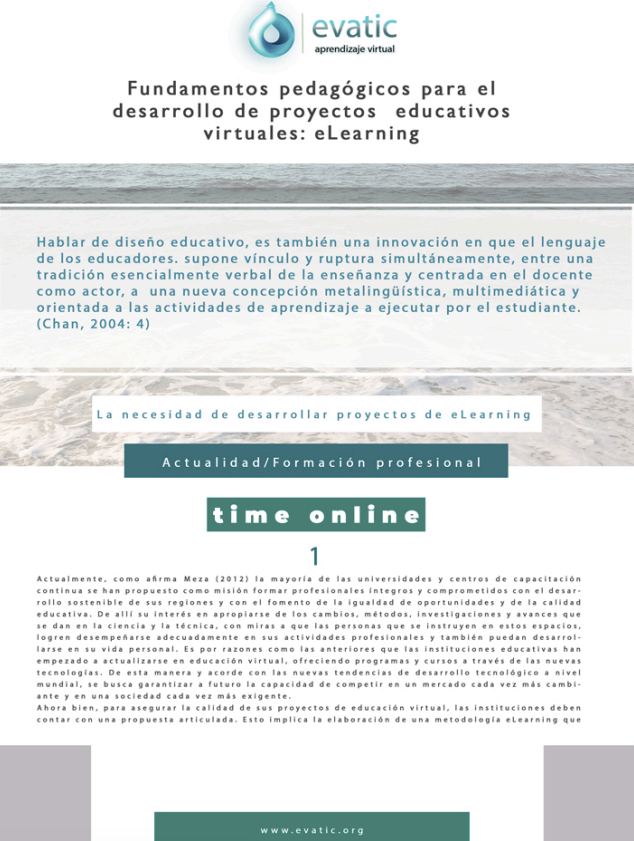 evatic
aprendizaje virtual
Fundamentos pedagógicos para el
desarrollo de proyectos educativos
virtuales: eLearning
Hablar de diseño educativo, es también una innovación en que el lenguaje
de los educadores. supone vínculo y ruptura simultáneamente, entre una
tradición esencialmente verbal de la enseñanza y centrada en el docente
como actor, a una nueva concepción metalingüística, multimediática y
orientada a las actividades de aprendizaje a ejecutar por el estudiante.
(Chan, 2004: 4)
La necesidad de desarrollar proyectos de eLearning
Actualidad/Formación profesional
time online
1
Actualmente, como afirma Meza (2012) la mayoría de las universidades y centros de capacitación
continua se han propuesto como misión formar profesionales íntegros y comprometidos con el desar-
rollo sostenible de sus regiones y con el fomento de la igualdad de oportunidades y de la calidad
educativa. De allí su interés en apropiarse de los cambios, métodos, investigaciones y avances que
se dan en la ciencia y la técnica, con miras a que las personas que se instruyen en estos espacios,
logren desempeñarse adecuadamente en sus actividades profesionales y también puedan desarrol-
larse en su vida personal. Es por razones como las anteriores que las instituciones educativas han
empezado a actualizarse en educación virtual, ofreciendo programas y cursos a través de las nuevas
tecnologías. De esta manera y acorde con las nuevas tendencias de desarrollo tecnológico a nivel
mundial, se busca garantizar a futuro la capacidad de competir en un mercado cada vez más cambi-
ante y en una sociedad cada vez más exigente.
Ahora bien, para asegurar la calidad de sus proyectos de educación virtual, las instituciones deben
contar con una propuesta articulada. Esto implica la elaboración de una metodología eLearning que
www.evatic.org